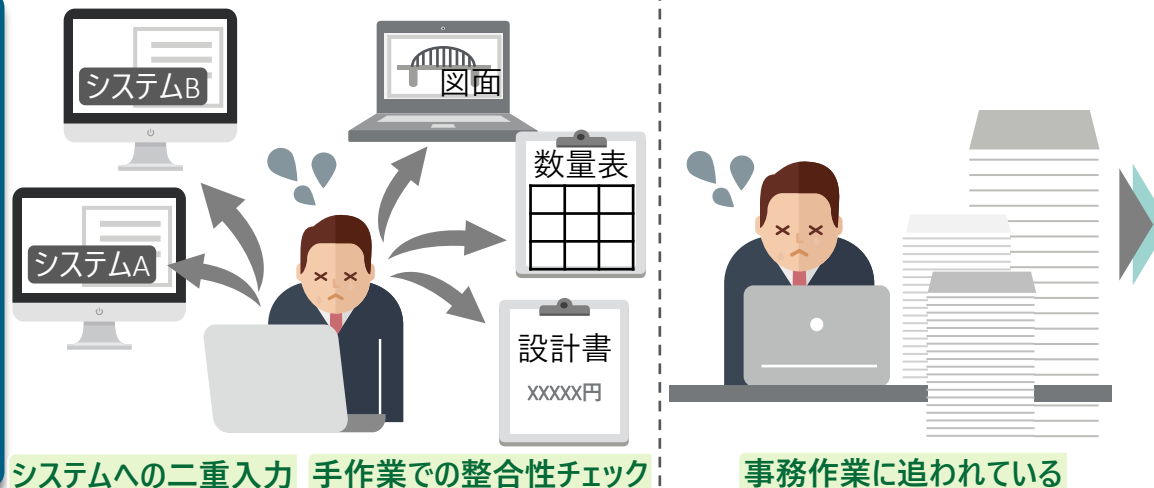 システムB
図面
数量表
システムA
設計書
XXXXX円
システムへの二重入力
手作業での整合性チェック
事務作業に追われている